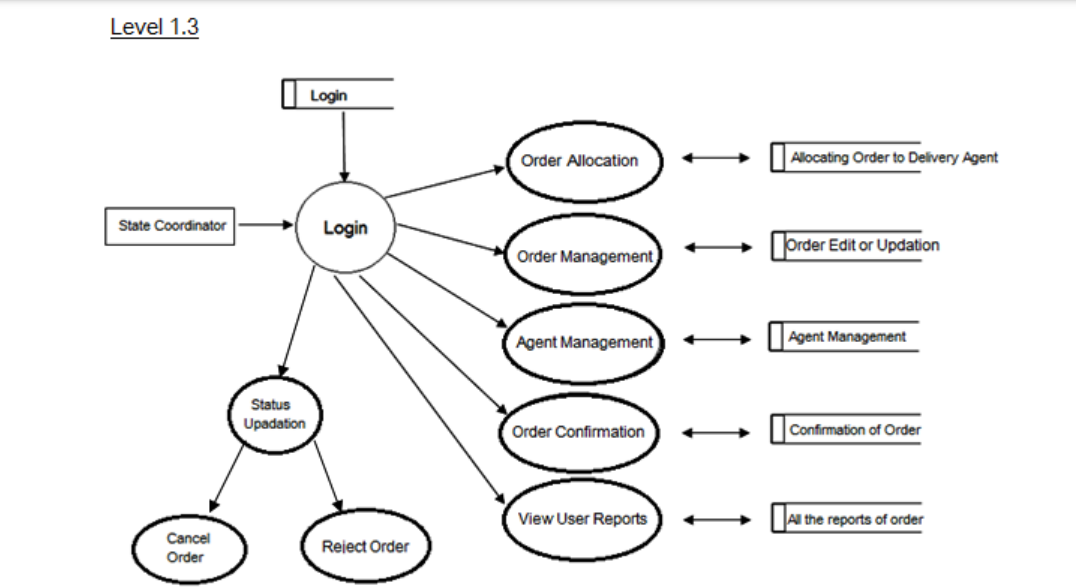 Level 1.3
Login
Order Allocation
Allocating Order to Delivery Agent
State Coordinator
Login
Order Management
Order Edit or Updation
Agent Management
Agent Management
Status
Upadation
Order Confirmation
Confirmation of Order
View User Reports
All the reports of order
Cancel
Order
Reject Order